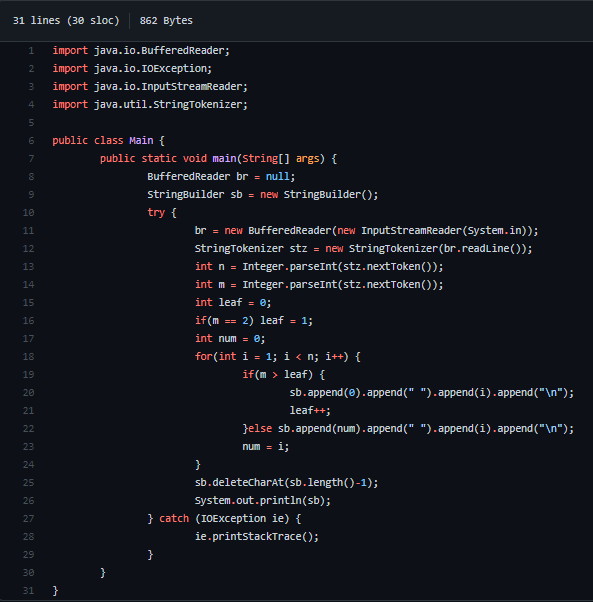 31 lines (30 sloc) 862 Bytes
1 import java.io.BufferedReader;
2 import java.io.IOException;
3 import java.io.InputStreamReader;
4 import java.util.StringTokenizer;
5
6 public class Main {
7 public static void main(String[] args) {
8 BufferedReader br = null;
9 StringBuilder sb = new StringBuilder();
10 try {
11 br = new BufferedReader(new InputStreamReader(System.in));
12 StringTokenizer stz = new StringTokenizer(br.readLine());
13 int n = Integer.parseInt(stz.nextToken());
14 int m = Integer.parseInt(stz.nextToken());
15 int leaf = 0;
16 if(m == 2) leaf = 1;
17 int num = 0;
18 for(int i = 1; i < n; i++) {
19 if(m > leaf) {
20 sb.append(0).append(" ").append(i).append("\n");
21 leaf++;
22 }else sb.append(num).append(" ").append(i).append("\n");
23 num = i;
24 }
25 sb.deleteCharAt(sb.length()-1);
26 System.out.println(sb);
27 } catch (IOException ie) {
28 ie.printStackTrace();
29 }
30 }
31 }